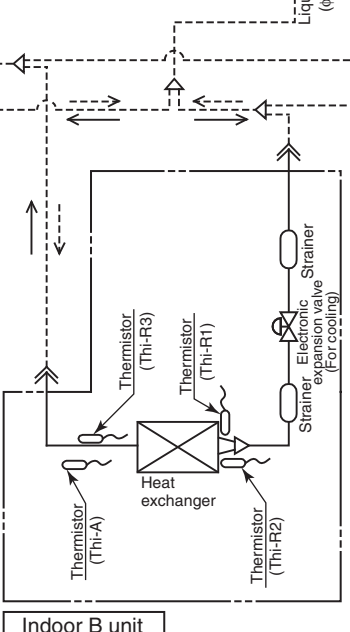 Liqu
(ϕ
Thermistor
(Thi-R3)
Thermistor
(Thi-R1)
Strainer
Electronic
expansion valve
(For cooling)
Strainer
Heat
exchanger
Thermistor
(Thi-A)
Thermistor
(Thi-R2)
Indoor B unit